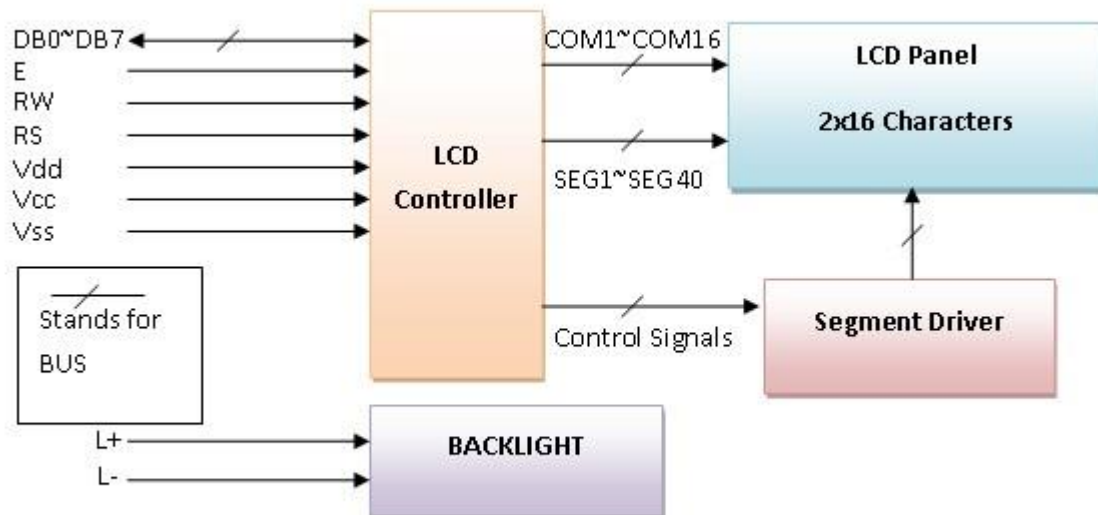 DB0~DB7
E
RW
RS
Vdd
Vcc
Vss
Stands for
BUS
L+
L-
LCD
Controller
COM1~COM16
SEG1~SEG40
Control Signals
LCD Panel
2x16 Characters
Segment Driver
BACKLIGHT